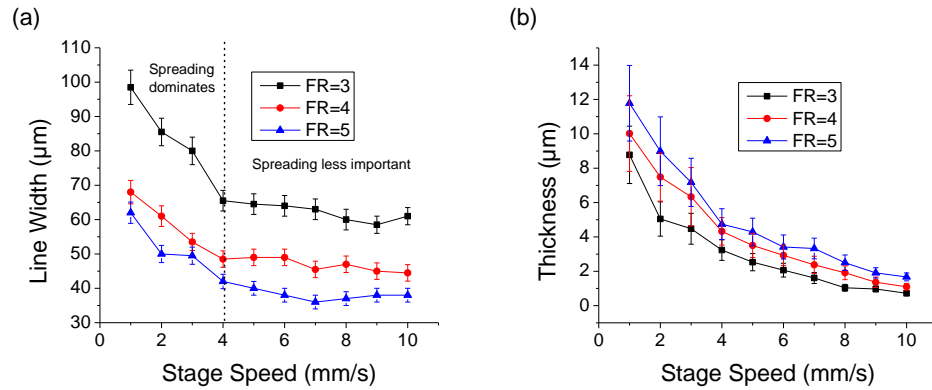 (a)
110
100
90
80
70
60
50
40
30
0
2
4
6
8
10
Line Width (µm)
Stage Speed (mm/s)
Spreading
dominates
FR=3
FR=4
FR=5
Spreading less important
(b)
14
12
10
8
6
4
2
0
0
2
4
6
8
10
Thickness (µm)
Stage Speed (mm/s)
FR=3
FR=4
FR=5